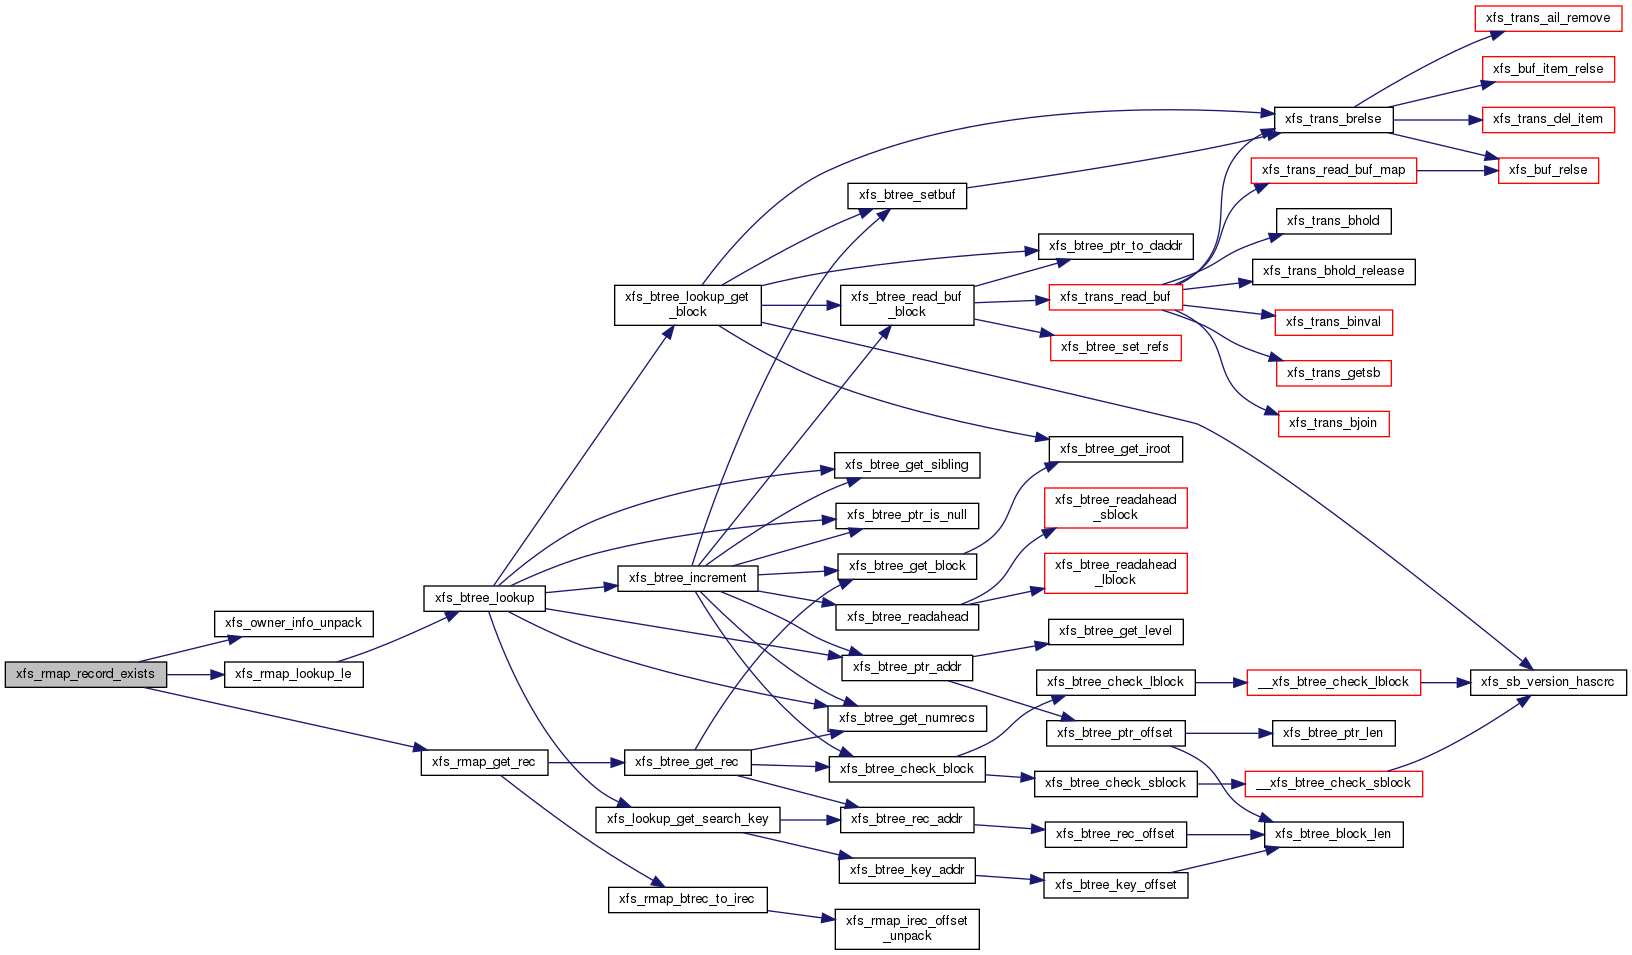 xfs_trans_ail_remove
xfs_buf_item_relse
xfs_trans_brelse
xfs_trans_del_item
xfs_trans_read_buf_map
xfs_buf_relse
xfs_btree_setbuf
xfs_trans_bhold
xfs_btree_ptr_to_daddr
xfs_trans_bhold_release
xfs_btree_lookup_get
_block
xfs_btree_read_buf
_block
xfs_trans_read_buf
xfs_trans_binval
xfs_btree_set_refs
xfs_trans_getsb
xfs_trans_bjoin
xfs_btree_get_iroot
xfs_btree_get_sibling
xfs_btree_readahead
_sblock
xfs_btree_ptr_is_null
xfs_btree_get_block
xfs_btree_readahead
_lblock
xfs_btree_increment
xfs_btree_lookup
xfs_btree_readahead
xfs_owner_info_unpack
xfs_btree_get_level
xfs_btree_ptr_addr
xfs_rmap_record_exists
xfs_rmap_lookup_le
xfs_btree_check_lblock
__xfs_btree_check_lblock
xfs_sb_version_hascrc
xfs_btree_get_numrecs
xfs_btree_ptr_offset
xfs_btree_ptr_len
xfs_rmap_get_rec
xfs_btree_get_rec
xfs_btree_check_block
xfs_btree_check_sblock
__xfs_btree_check_sblock
xfs_lookup_get_search_key
xfs_btree_rec_addr
xfs_btree_rec_offset
xfs_btree_block_len
xfs_btree_key_addr
xfs_btree_key_offset
xfs_rmap_btrec_to_irec
xfs_rmap_irec_offset
_unpack